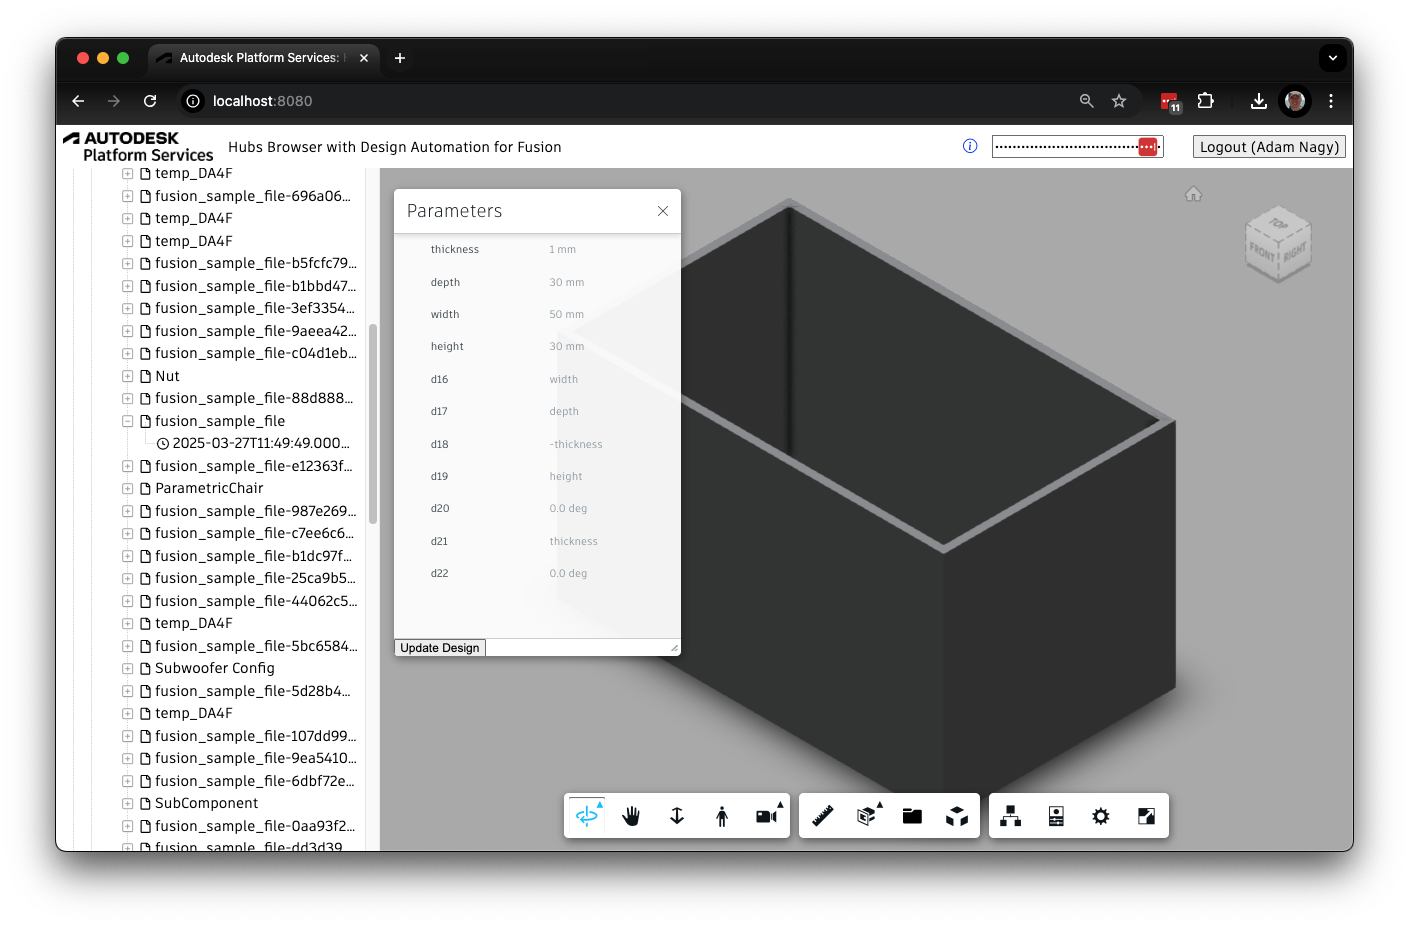 Autodesk Platform Services:
localhost:8080
11
AUTODESK
Platform Services
Hubs Browser with Design Automation for Fusion
Logout (Adam Nagy)
temp_DA4F
fusion_sample_file-696a06...
temp_DA4F
temp_DA4F
fusion_sample_file-b5fcfc79...
fusion_sample_file-b1bbd47...
fusion_sample_file-3ef3354...
fusion_sample_file-9aeea42...
fusion_sample_file-c04d1eb...
Nut
fusion_sample_file-88d888...
fusion_sample_file
2025-03-27T11:49:49.000...
fusion_sample_file-e12363f...
ParametricChair
fusion_sample_file-987e269...
fusion_sample_file-c7ee6c6...
fusion_sample_file-b1dc97f...
fusion_sample_file-25ca9b5...
fusion_sample_file-44062c5...
temp_DA4F
fusion_sample_file-5bc6584...
Subwoofer Config
fusion_sample_file-5d28b4...
temp_DA4F
fusion_sample_file-107dd99...
fusion_sample_file-9ea5410...
fusion_sample_file-6dbf72e...
SubComponent
fusion_sample_file-0aa93f2...
fusion_sample_file-dd3d39
Parameters
thickness 1 mm
depth 30 mm
width 50 mm
height 30 mm
d16 width
d17 depth
d18 -thickness
d19 height
d20 0.0 deg
d21 thickness
d22 0.0 deg
Update Design
TOP
FRONT
RIGHT